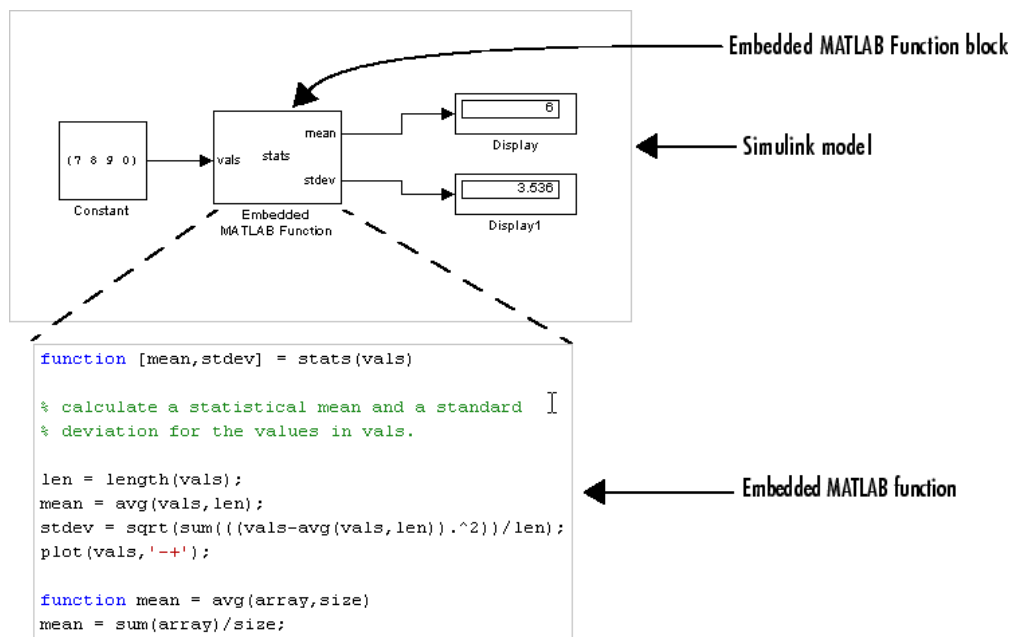 Embedded MATLAB Function block
6
mean
Display
Simulink model
(7 8 9 0)
vals
stats
stdev
3.536
Constant
Embedded
MATLAB Function
Display1
function [mean,stdev] = stats(vals)
% calculate a statistical mean and a standard
% deviation for the values in vals.
len = length(vals);
mean = avg(vals,len);
stdev = sqrt(sum(((vals-avg(vals,len)).^2))/len);
plot(vals,'-+');
Embedded MATLAB function
function mean = avg(array,size)
mean = sum(array)/size;